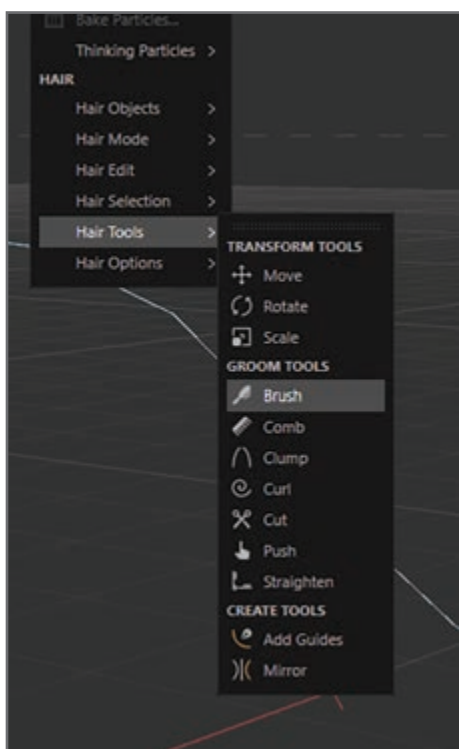 Bake Particles...
Thinking Particles >
HAIR
Hair Objects >
Hair Mode >
Hair Edit >
Hair Selection >
Hair Tools >
Hair Options >
TRANSFORM TOOLS
Move
Rotate
Scale
GROOM TOOLS
Brush
Comb
Clump
Curl
Cut
Push
Straighten
CREATE TOOLS
Add Guides
Mirror